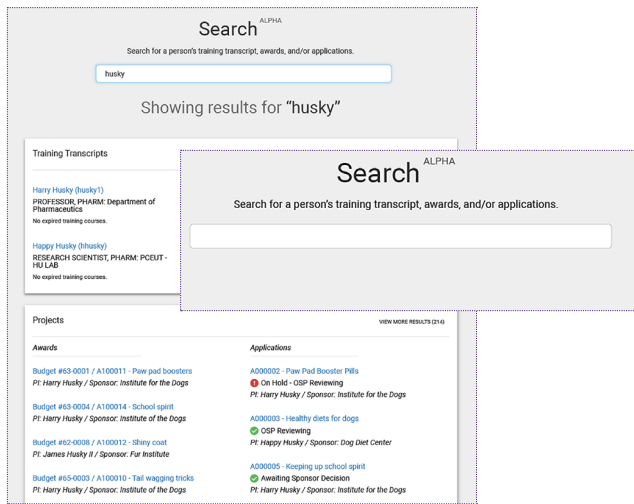 Search ALPHA
Search for a person's training transcript, awards, and/or applications.
husky
Showing results for “husky”
Training Transcripts
Harry Husky (husky1)
PROFESSOR, PHARM: Department of
Pharmaceutics
No expired training courses.
Happy Husky (hhusky)
RESEARCH SCIENTIST, PHARM: PCEUT -
HU LAB
No expired training courses.
Search ALPHA
Search for a person's training transcript, awards, and/or applications.
Projects
VIEW MORE RESULTS (214)
Awards
Budget #63-0001 / A100011 - Paw pad boosters
PI: Harry Husky / Sponsor: Institute for the Dogs
Budget #63-0004 / A100014 - School spirit
PI: Harry Husky / Sponsor: Institute of the Dogs
Budget #62-0008 / A100012 - Shiny coat
PI: James Husky II / Sponsor: Fur Institute
Budget #65-0003 / A100010 - Tail wagging tricks
PI: Harry Husky / Sponsor: Institute of the Dogs
Applications
A000002 - Paw Pad Booster Pills
On Hold - OSP Reviewing
PI: Harry Husky / Sponsor: Institute for the Dogs
A000003 - Healthy diets for dogs
OSP Reviewing
PI: Happy Husky / Sponsor: Dog Diet Center
A000005 - Keeping up school spirit
Awaiting Sponsor Decision
PI: Harry Husky / Sponsor: Institute for the Dogs